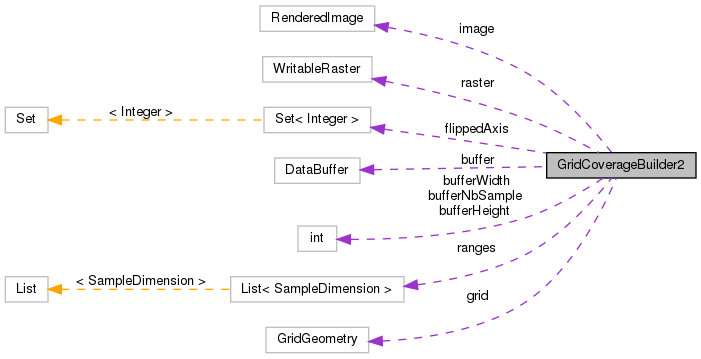 RenderedImage
image
WritableRaster
raster
Set
< Integer >
Set< Integer >
flippedAxis
DataBuffer
buffer
GridCoverageBuilder2
bufferWidth
bufferNbSample
bufferHeight
int
ranges
List
< SampleDimension >
List< SampleDimension >
grid
GridGeometry